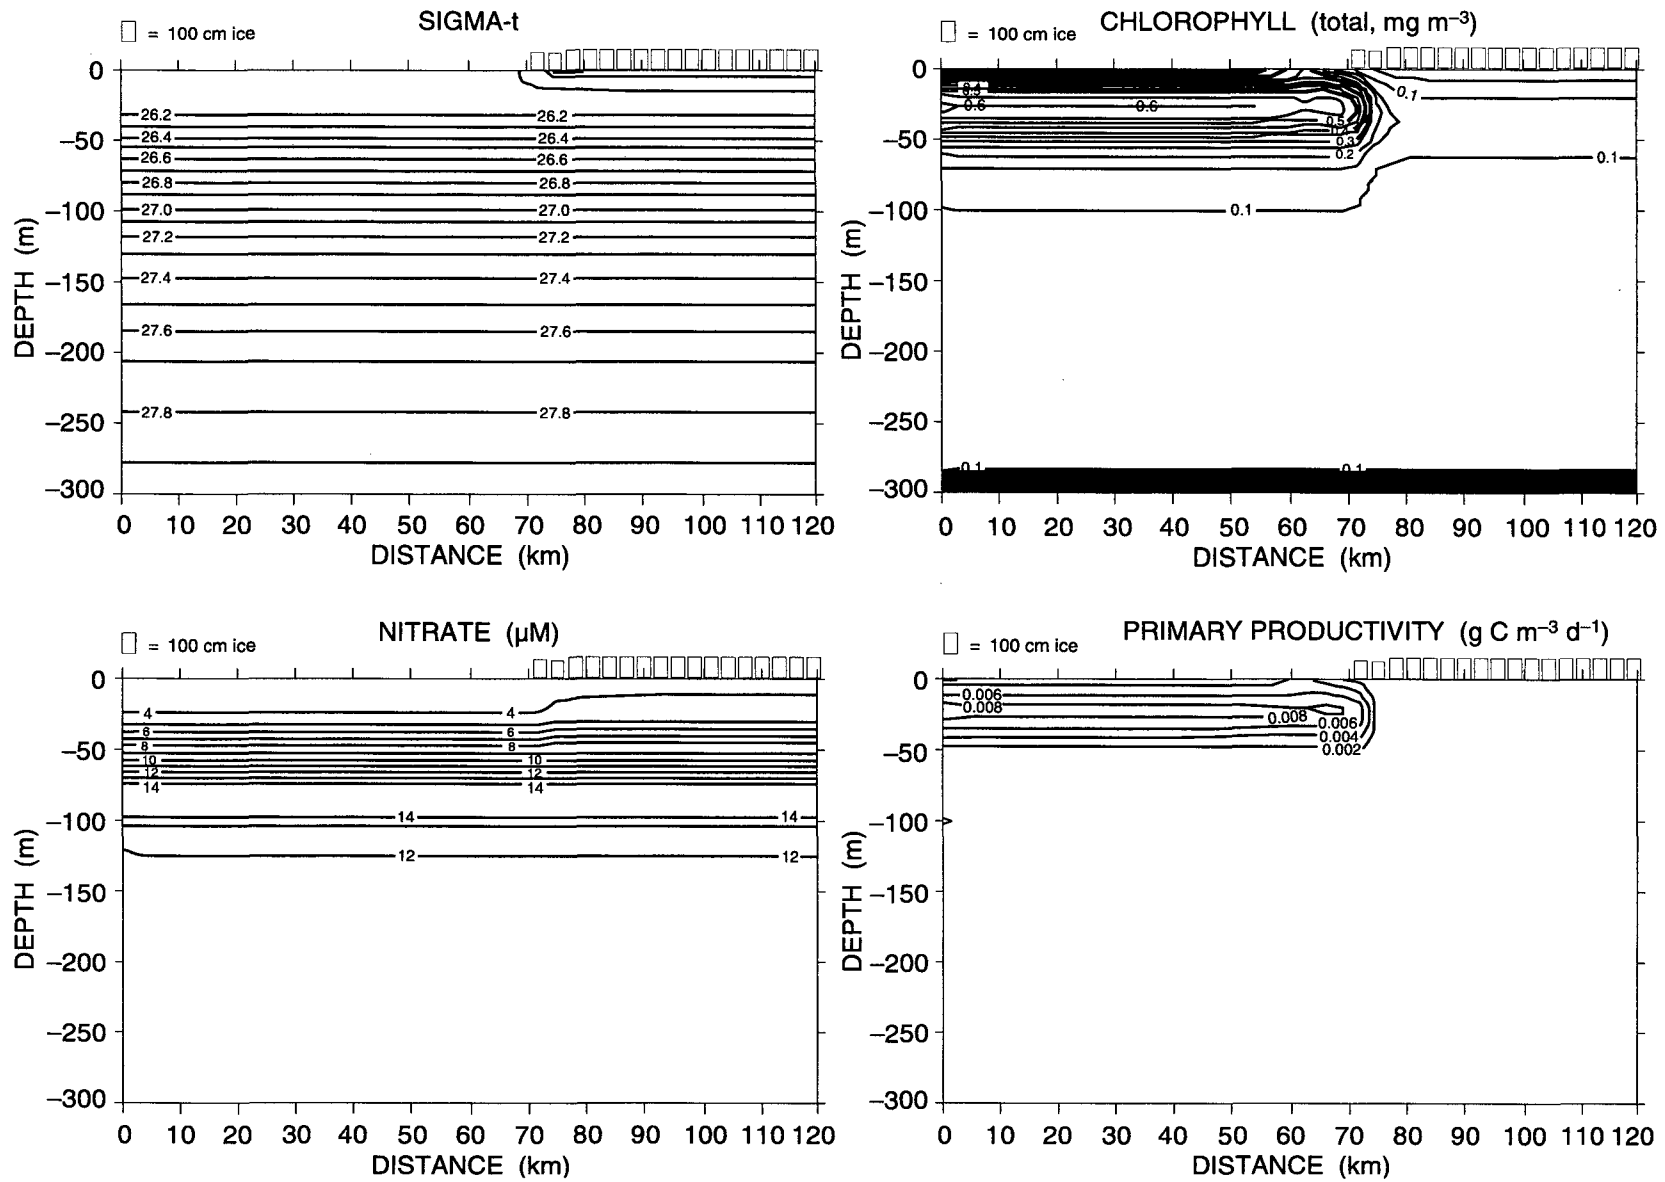 SIGMA-t
= 100 cm ice
0
−50
−100
−150
−200
−250
−300
DEPTH (m)
26.2 26.2
26.4 26.4
26.6 26.6
26.8 26.8
27.0 27.0
27.2 27.2
27.4 27.4
27.6 27.6
27.8 27.8
0 10 20 30 40 50 60 70 80 90 100 110 120
DISTANCE (km)
CHLOROPHYLL (total, mg m⁻³)
= 100 cm ice
0
−50
−100
−150
−200
−250
−300
DEPTH (m)
0.1
0.6 0.6
0.5
0.4
0.3
0.2
0.1
0.1
0.1 0.1
0 10 20 30 40 50 60 70 80 90 100 110 120
DISTANCE (km)
NITRATE (µM)
= 100 cm ice
0
−50
−100
−150
−200
−250
−300
DEPTH (m)
4 4
6 6
8 8
10 10
12 12
14 14
14 14
12 12
0 10 20 30 40 50 60 70 80 90 100 110 120
DISTANCE (km)
PRIMARY PRODUCTIVITY (g C m⁻³ d⁻¹)
= 100 cm ice
0
−50
−100
−150
−200
−250
−300
DEPTH (m)
0.006
0.008
0.008 0.006
0.004
0.002
0 10 20 30 40 50 60 70 80 90 100 110 120
DISTANCE (km)